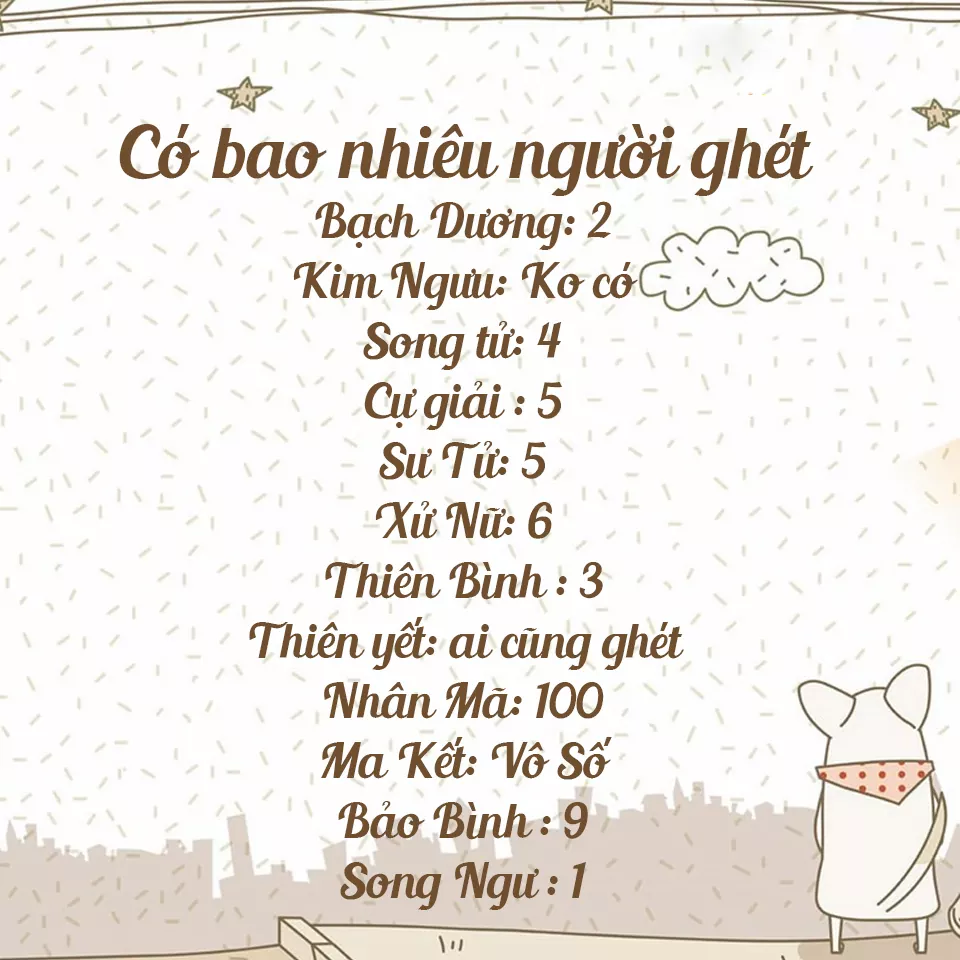 Có bao nhiêu người ghét
Bạch Dương: 2
Kim Ngưu: Ko có
Song tử: 4
Cự giải : 5
Sư Tử: 5
Xử Nữ: 6
Thiên Bình : 3
Thiên yết: ai cũng ghét
Nhân Mã: 100
Ma Kết: Vô Số
Bảo Bình : 9
Song Ngư : 1